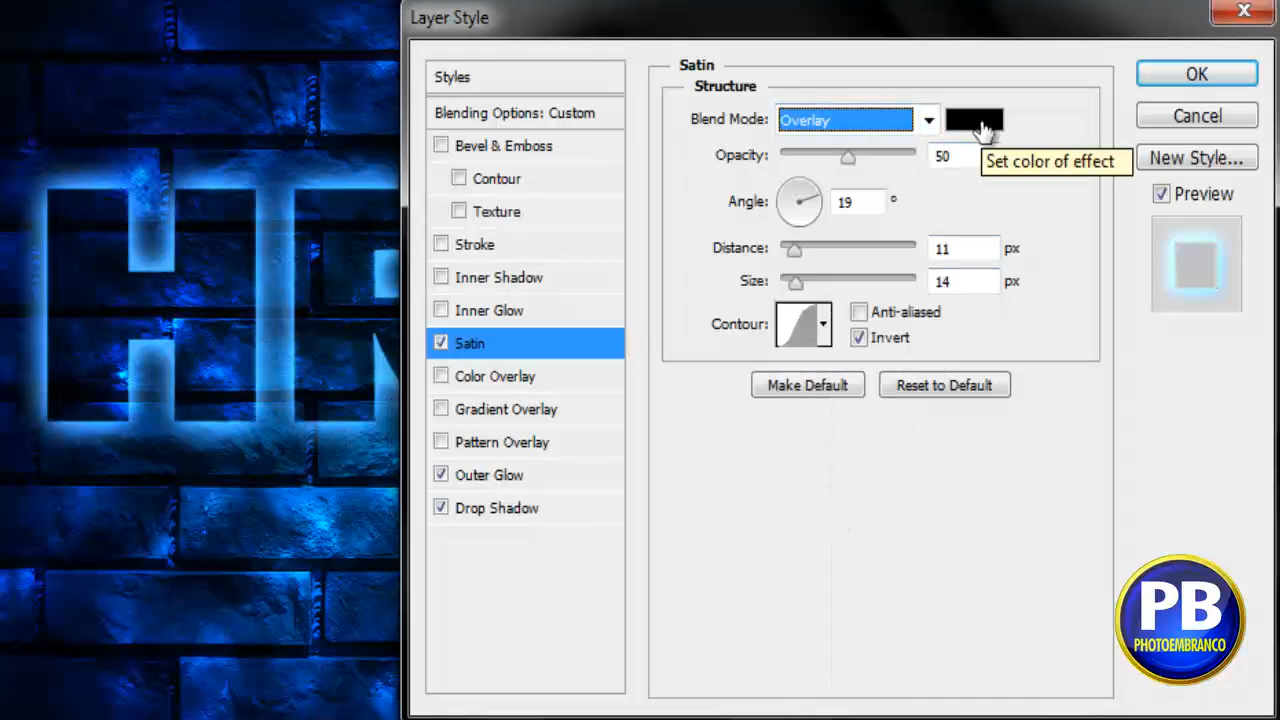 Layer Style
Styles
Blending Options: Custom
Bevel & Emboss
Contour
Texture
Stroke
Inner Shadow
Inner Glow
Satin
Color Overlay
Gradient Overlay
Pattern Overlay
Outer Glow
Drop Shadow
Satin
Structure
Blend Mode: Overlay
Opacity: 50
Set color of effect
Angle: 19 °
Distance: 11 px
Size: 14 px
Contour: Anti-aliased
Invert
Make Default Reset to Default
OK
Cancel
New Style...
Preview
PB
PHOTOEMBRANCO